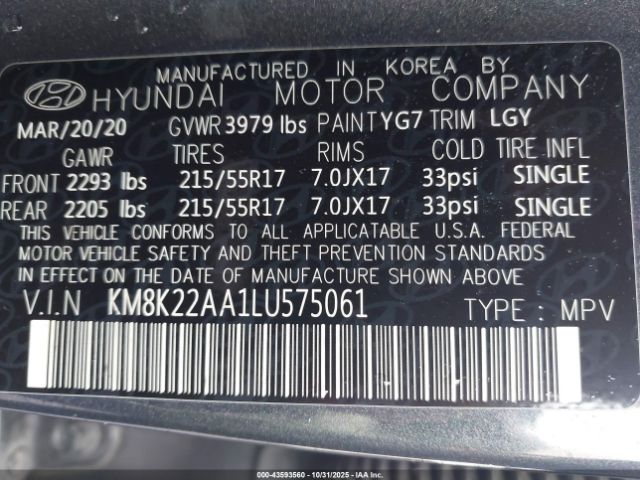 MANUFACTURED IN KOREA BY
HYUNDAI MOTOR COMPANY
MAR/20/20 GVWR 3979 lbs PAINT YG7 TRIM LGY
GAWR TIRES RIMS COLD TIRE INFL
FRONT 2293 lbs 215/55R17 7.0JX17 33psi SINGLE
REAR 2205 lbs 215/55R17 7.0JX17 33psi SINGLE
THIS VEHICLE CONFORMS TO ALL APPLICATABLE U.S.A. FEDERAL
MOTOR VEHICLE SAFETY AND THEFT PREVENTION STANDARDS
IN EFFECT ON THE DATE OF MANUFACTURE SHOWN ABOVE.
V.I.N KM8K22AA1LU575061 TYPE : MPV
000-43593560 - 10/31/2025 - IAA Inc.